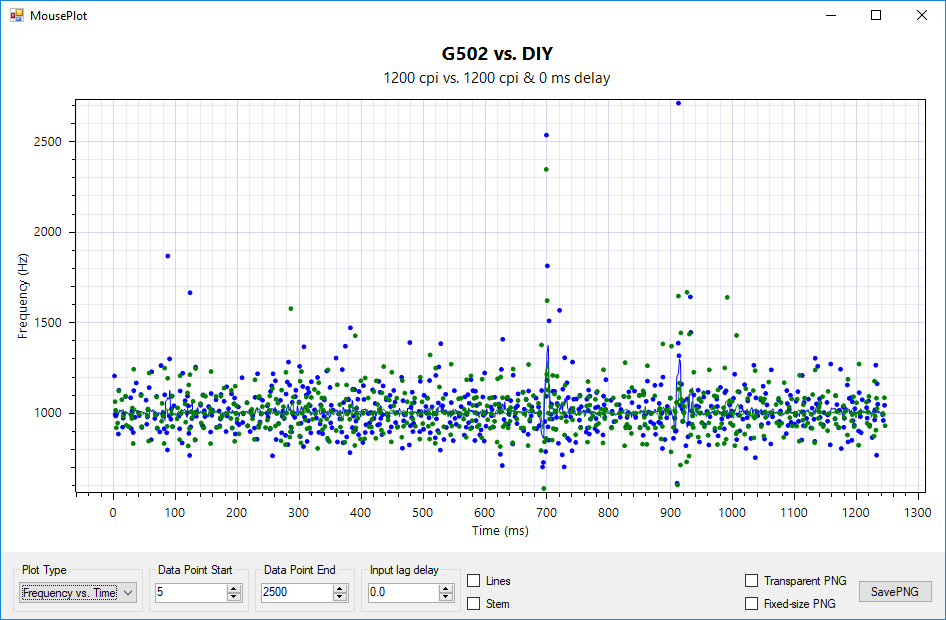 MousePlot
G502 vs. DIY
1200 cpi vs. 1200 cpi & 0 ms delay
2500
2000
1500
1000
Frequency (Hz)
0 100 200 300 400 500 600 700 800 900 1000 1100 1200 1300
Time (ms)
Plot Type Data Point Start Data Point End Input lag delay
Frequency vs. Time 5 2500 0.0
Lines
Stem
Transparent PNG
Fixed-size PNG
SavePNG